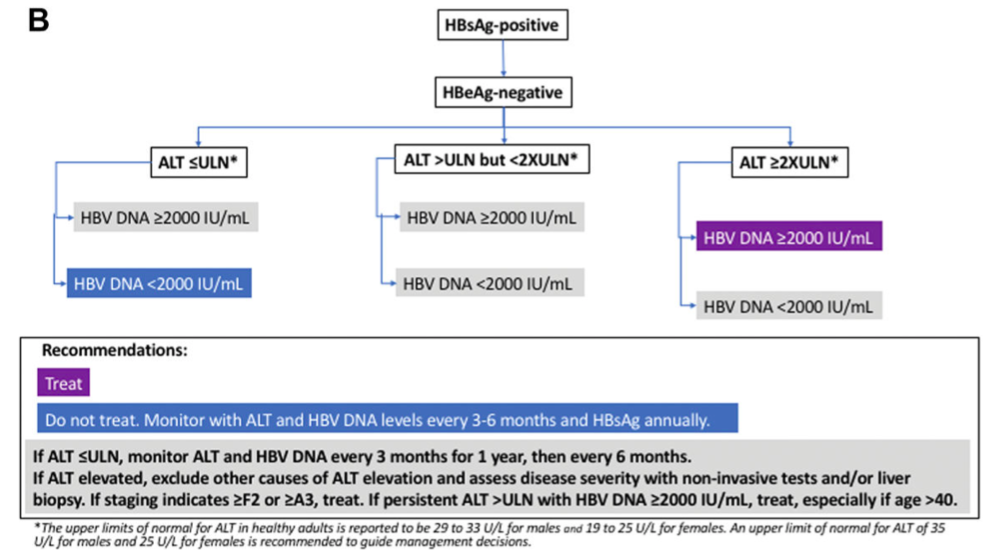 B
HBsAg-positive
HBeAg-negative
ALT ≤ULN*
ALT >ULN but <2XULN*
ALT ≥2XULN*
HBV DNA ≥2000 IU/mL
HBV DNA ≥2000 IU/mL
HBV DNA ≥2000 IU/mL
HBV DNA <2000 IU/mL
HBV DNA <2000 IU/mL
HBV DNA <2000 IU/mL
Recommendations:
Treat
Do not treat. Monitor with ALT and HBV DNA levels every 3-6 months and HBsAg annually.
If ALT ≤ULN, monitor ALT and HBV DNA every 3 months for 1 year, then every 6 months.
If ALT elevated, exclude other causes of ALT elevation and assess disease severity with non-invasive tests and/or liver
biopsy. If staging indicates ≥F2 or ≥A3, treat. If persistent ALT >ULN with HBV DNA ≥2000 IU/mL, treat, especially if age >40.
*The upper limits of normal for ALT in healthy adults is reported to be 29 to 33 U/L for males and 19 to 25 U/L for females. An upper limit of normal for ALT of 35
U/L for males and 25 U/L for females is recommended to guide management decisions.